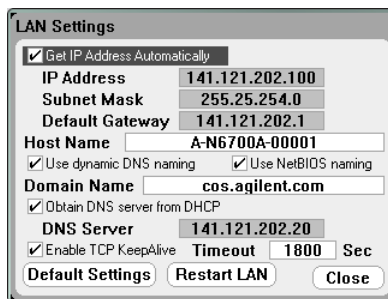 LAN Settings
Get IP Address Automatically
IP Address 141.121.202.100
Subnet Mask 255.25.254.0
Default Gateway 141.121.202.1
Host Name A-N6700A-00001
Use dynamic DNS naming Use NetBIOS naming
Domain Name cos.agilent.com
Obtain DNS server from DHCP
DNS Server 141.121.202.20
Enable TCP KeepAlive Timeout 1800 Sec
Default Settings Restart LAN Close